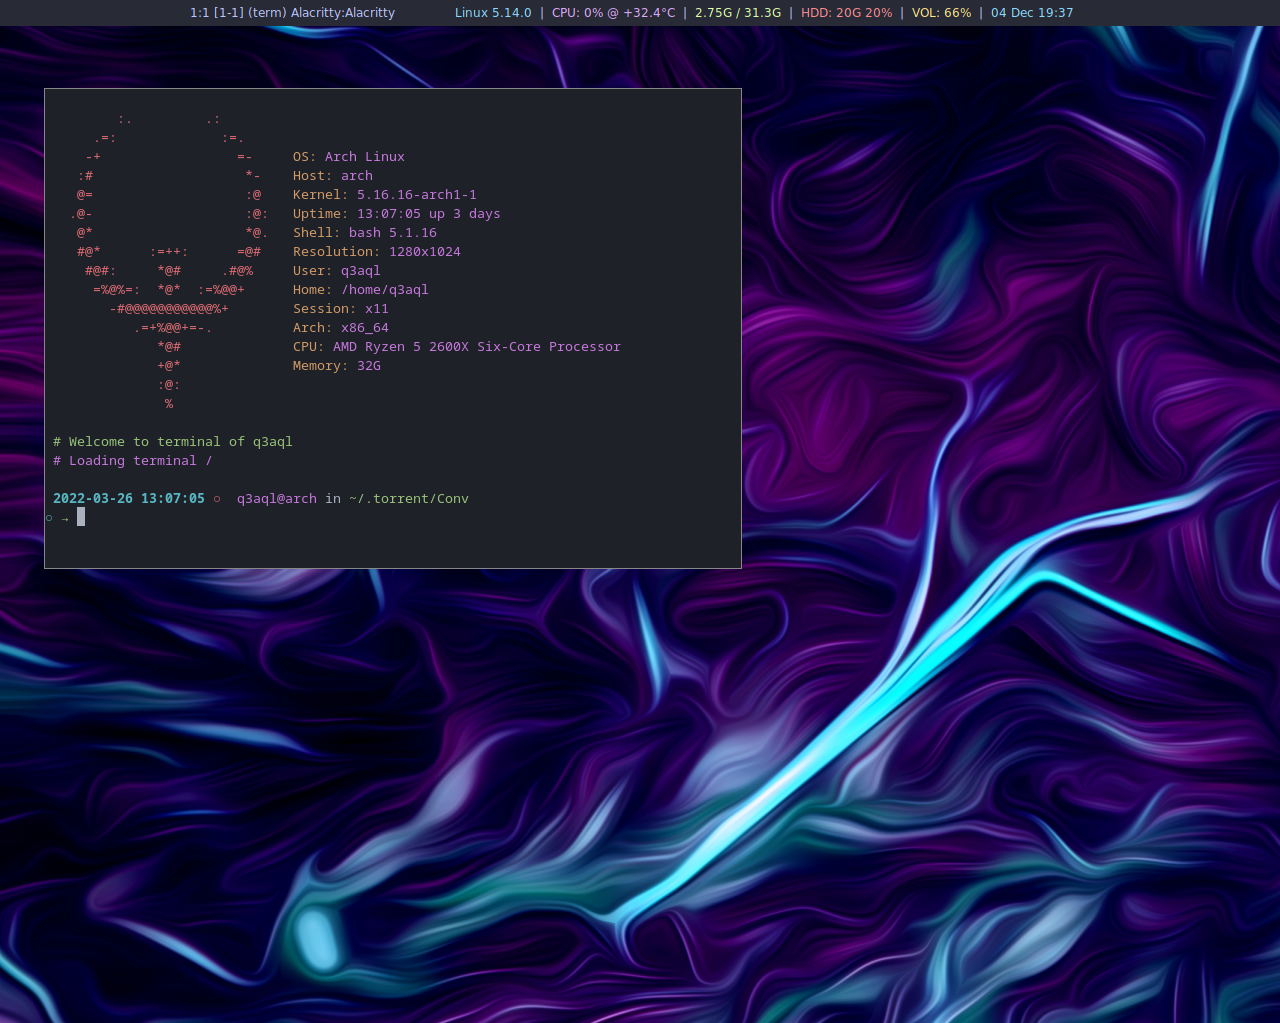 1:1 [1-1] (term) Alacritty:Alacritty Linux 5.14.0 | CPU: 0% @ +32.4°C | 2.75G / 31.3G | HDD: 20G 20% | VOL: 66% | 04 Dec 19:37
:.         .:
.=:             :=.
-+                 =-     OS: Arch Linux
:#                   *-    Host: arch
@=                   :@    Kernel: 5.16.16-arch1-1
.@-                   :@:   Uptime: 13:07:05 up 3 days
@*                   *@.   Shell: bash 5.1.16
#@*      :=++:      =@#    Resolution: 1280x1024
#@#:     *@#     .#@%     User: q3aql
=%@%=:  *@*  :=%@@+      Home: /home/q3aql
-#@@@@@@@@@@@%+        Session: x11
.=+%@@+=-.          Arch: x86_64
*@#              CPU: AMD Ryzen 5 2600X Six-Core Processor
+@*              Memory: 32G
:@:
%
# Welcome to terminal of q3aql
# Loading terminal /
2022-03-26 13:07:05 ○  q3aql@arch in ~/.torrent/Conv
○ →